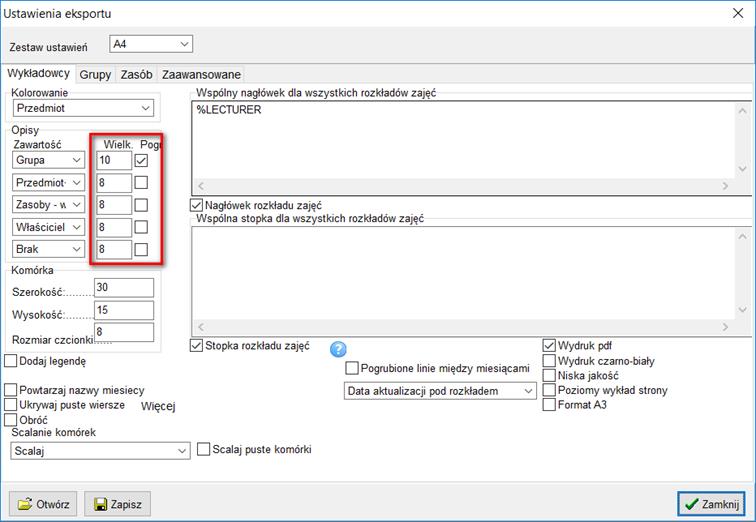 Ustawienia eksportu
Zestaw ustawień
A4
Wykładowcy Grupy Zasób Zaawansowane
Kolorowanie
Przedmiot
Opisy
Zawartość Wielk. Pogr
Grupa 10
Przedmiot- 8
Zasoby - w 8
Właściciel 8
Brak 8
Komórka
Szerokość:......... 30
Wysokość:....... 15
Rozmiar czcionki...... 8
Dodaj legendę
Powtarzaj nazwy miesiecy
Ukrywaj puste wiersze Więcej
Obróć
Scalanie komórek
Scalaj
Scalaj puste komórki
Wspólny nagłówek dla wszystkich rozkładów zajęć
%LECTURER
Nagłówek rozkładu zajęć
Wspólna stopka dla wszystkich rozkładów zajęć
Stopka rozkładu zajęć
?
Pogrubione linie między miesiącami
Data aktualizacji pod rozkładem
Wydruk pdf
Wydruk czarno-biały
Niska jakość
Poziomy wykład strony
Format A3
Otwórz
Zapisz
Zamknij